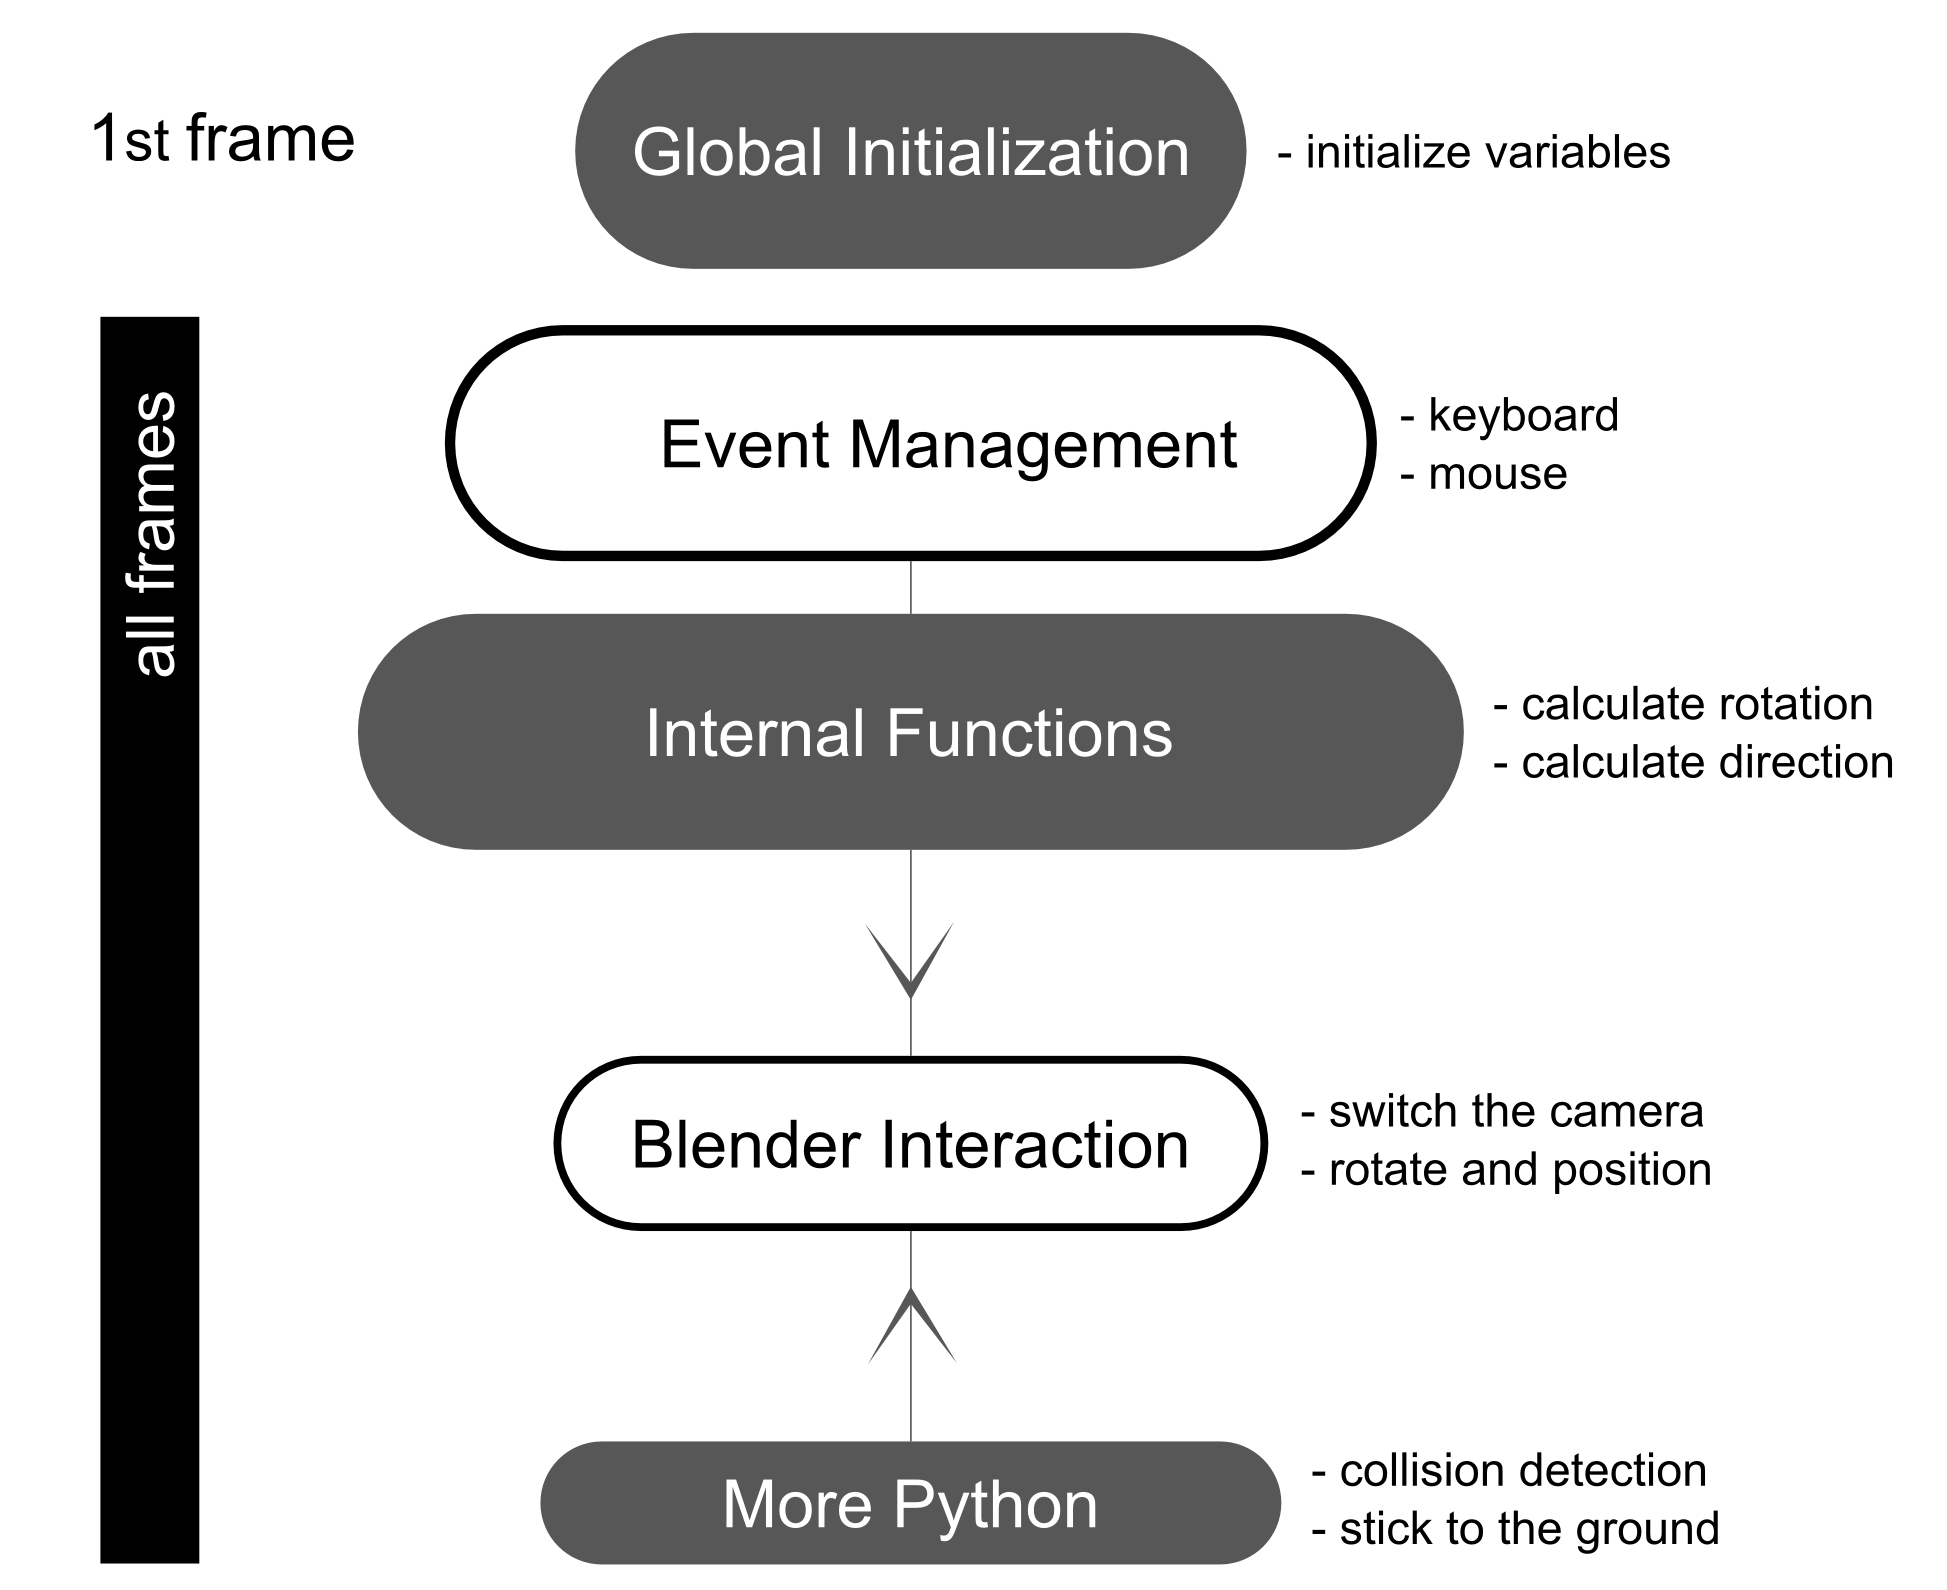 1st frame
Global Initialization
- initialize variables
all frames
Event Management
- keyboard
- mouse
Internal Functions
- calculate rotation
- calculate direction
Blender Interaction
- switch the camera
- rotate and position
More Python
- collision detection
- stick to the ground